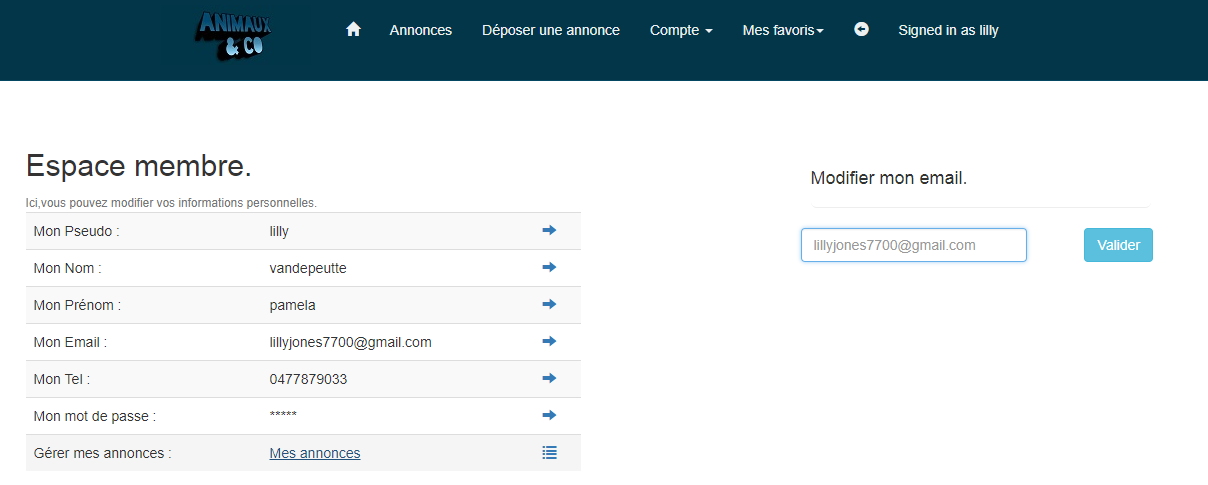 ANIMAUX
& CO
Annonces Déposer une annonce Compte Mes favoris Signed in as lilly
Espace membre.
Ici,vous pouvez modifier vos informations personnelles.
Mon Pseudo : lilly
Mon Nom : vandepeutte
Mon Prénom : pamela
Mon Email : lillyjones7700@gmail.com
Mon Tel : 0477879033
Mon mot de passe : *****
Gérer mes annonces : Mes annonces
Modifier mon email.
lillyjones7700@gmail.com Valider